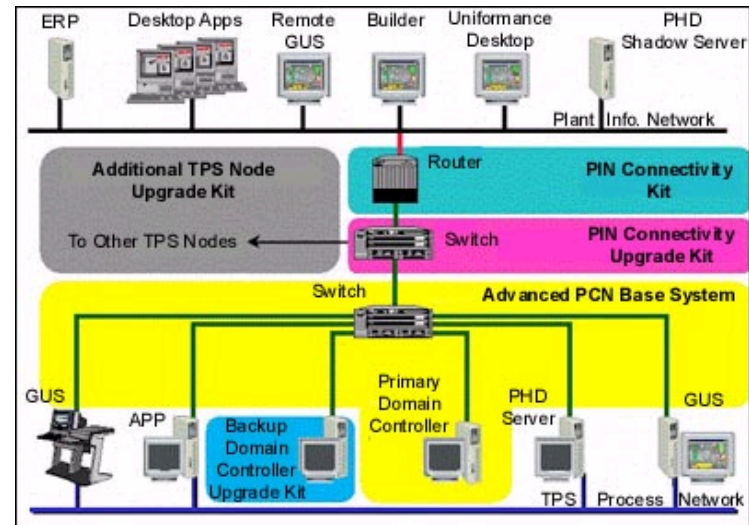 ERP
Desktop Apps
Remote
GUS
Builder
Uniformance
Desktop
PHD
Shadow Server
Plant Info. Network
Additional TPS Node
Upgrade Kit
Router
PIN Connectivity
Kit
To Other TPS Nodes
Switch
PIN Connectivity
Upgrade Kit
Switch
Advanced PCN Base System
GUS
APP
Backup
Domain
Controller
Upgrade Kit
Primary
Domain
Controller
PHD
Server
GUS
TPS Process Network